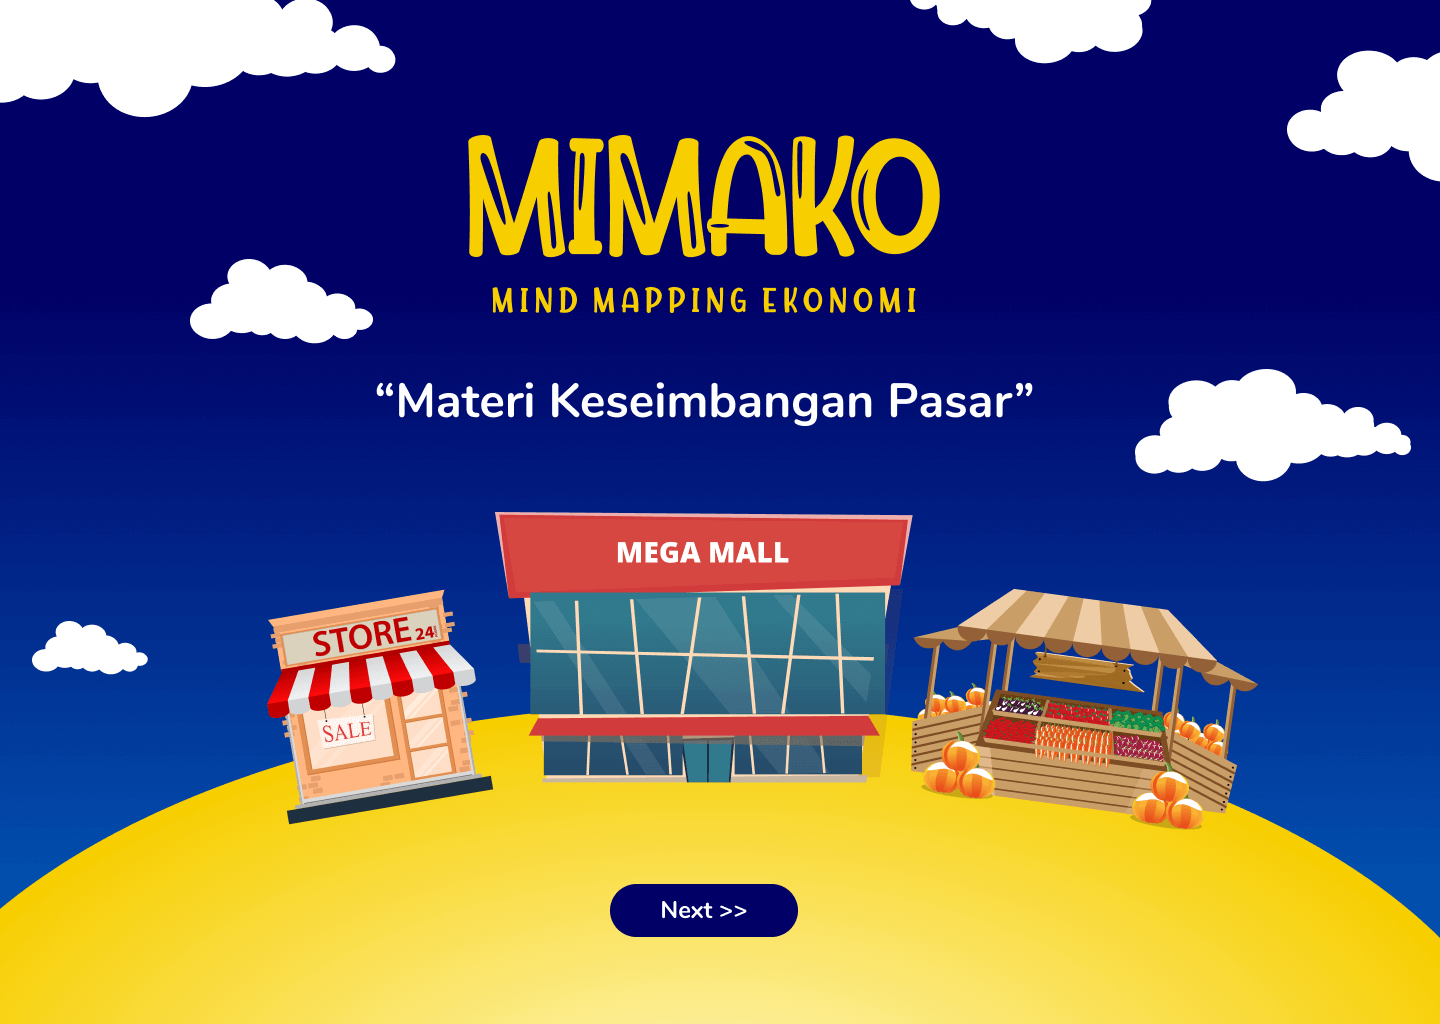 MIMAKO
MIND MAPPING EKONOMI
“Materi Keseimbangan Pasar”
MEGA MALL
STORE 24
SALE
Next >>